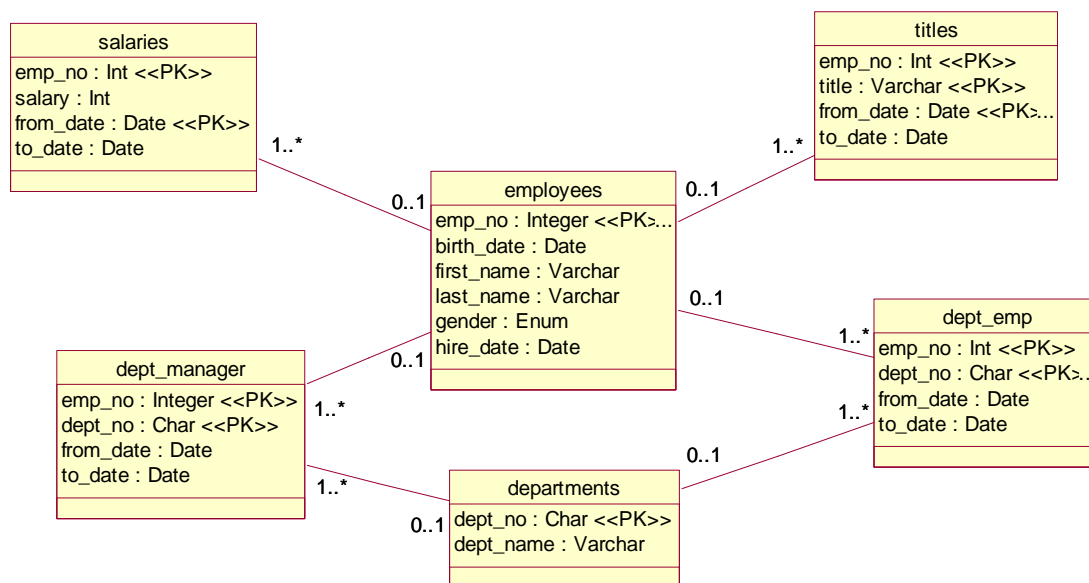 salaries
emp_no : Int <<PK>>
salary : Int
from_date : Date <<PK>>
to_date : Date
1..*
0..1
titles
emp_no : Int <<PK>>
title : Varchar <<PK>>
from_date : Date <<PK>...
to_date : Date
1..*
0..1
employees
emp_no : Integer <<PK>...
birth_date : Date
first_name : Varchar
last_name : Varchar
gender : Enum
hire_date : Date
0..1
1..*
0..1
1..*
dept_manager
emp_no : Integer <<PK>>
dept_no : Char <<PK>>
from_date : Date
to_date : Date
1..*
0..1
dept_emp
emp_no : Int <<PK>>
dept_no : Char <<PK>...
from_date : Date
to_date : Date
1..*
0..1
departments
dept_no : Char <<PK>>
dept_name : Varchar